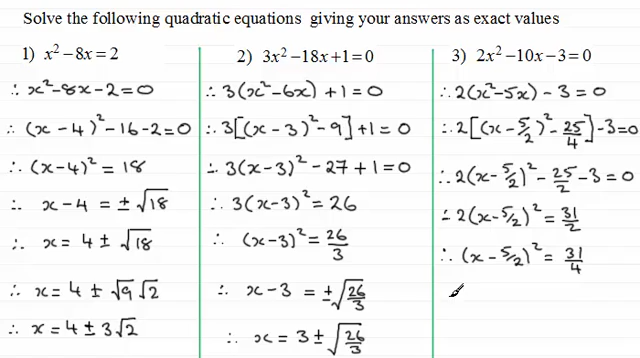 Solve the following quadratic equations giving your answers as exact values
1) x² – 8x = 2
∴ x² – 8x – 2 = 0
∴ (x – 4)² – 16 – 2 = 0
∴ (x – 4)² = 18
∴ x – 4 = ± √18
∴ x = 4 ± √18
∴ x = 4 ± √9 √2
∴ x = 4 ± 3√2
2) 3x² – 18x + 1 = 0
∴ 3(x² – 6x) + 1 = 0
∴ 3[(x – 3)² – 9] + 1 = 0
∴ 3(x – 3)² – 27 + 1 = 0
∴ 3(x – 3)² = 26
∴ (x – 3)² = 26/3
∴ x – 3 = ± √26/3
∴ x = 3 ± √26/3
3) 2x² – 10x – 3 = 0
∴ 2(x² – 5x) – 3 = 0
∴ 2[(x – 5/2)² – 25/4] – 3 = 0
∴ 2(x – 5/2)² – 25/2 – 3 = 0
∴ 2(x – 5/2)² = 31/2
∴ (x – 5/2)² = 31/4